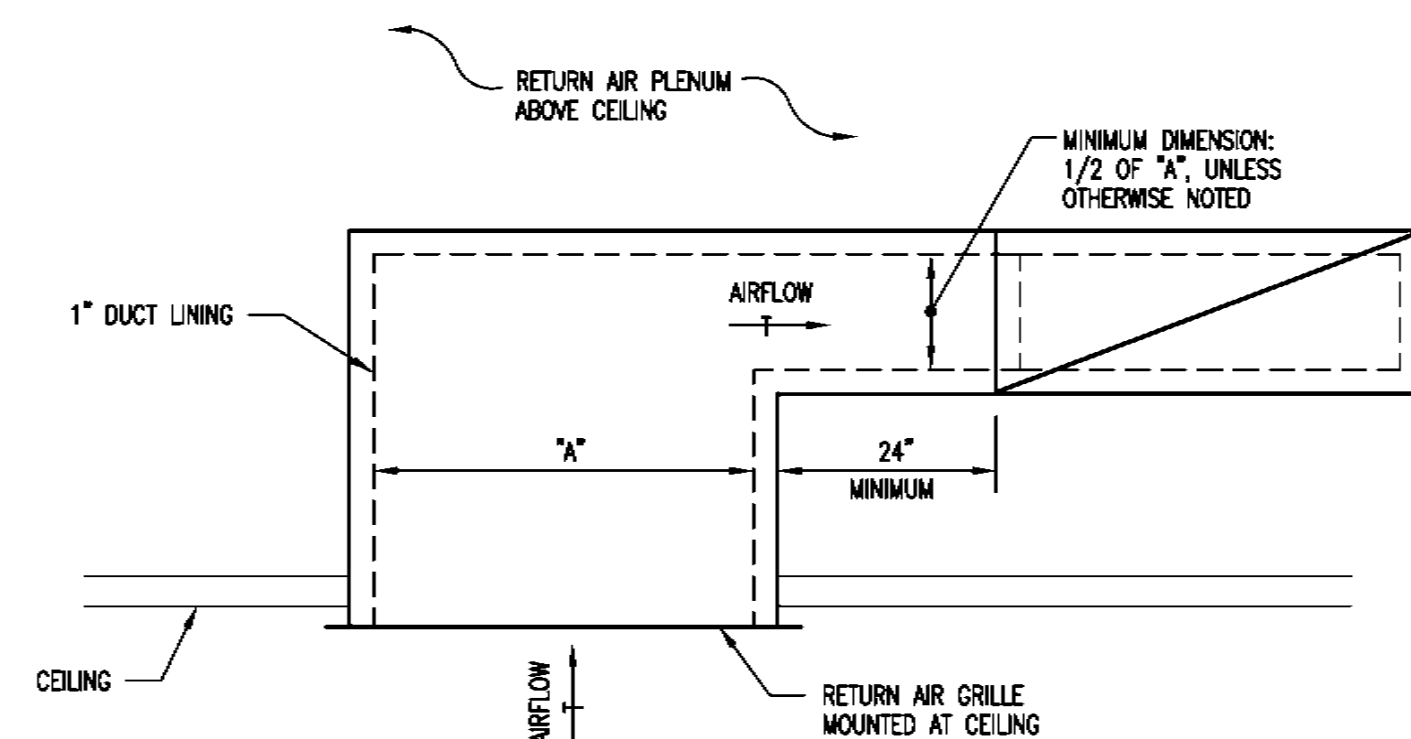 RETURN AIR PLENUM
ABOVE CEILING
MINIMUM DIMENSION:
1/2 OF "A", UNLESS
OTHERWISE NOTED
1" DUCT LINING
AIRFLOW
"A"
24"
MINIMUM
CEILING
AIRFLOW
RETURN AIR GRILLE
MOUNTED AT CEILING